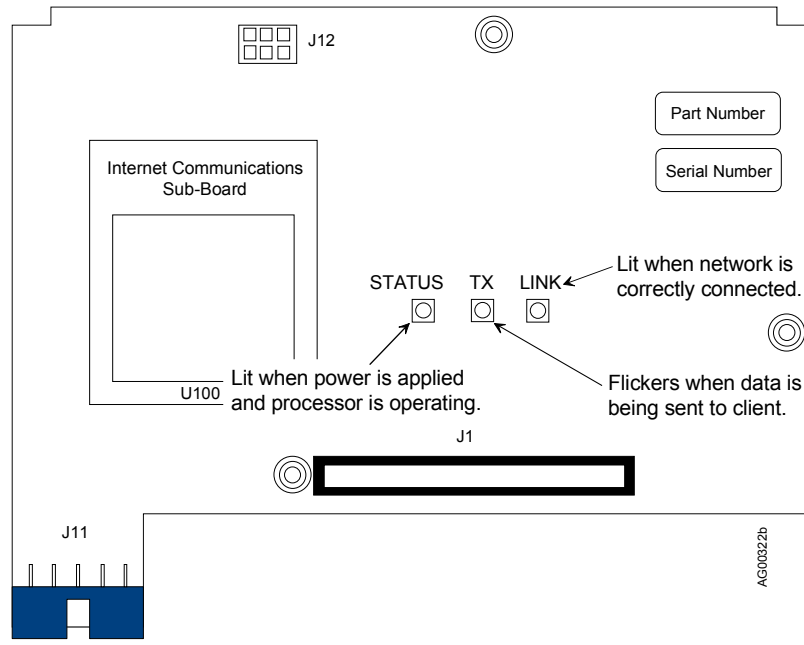 J12
Part Number
Serial Number
Internet Communications
Sub-Board
U100
STATUS TX LINK
Lit when network is
correctly connected.
Lit when power is applied
and processor is operating.
Flickers when data is
being sent to client.
J1
J11
AG00322b